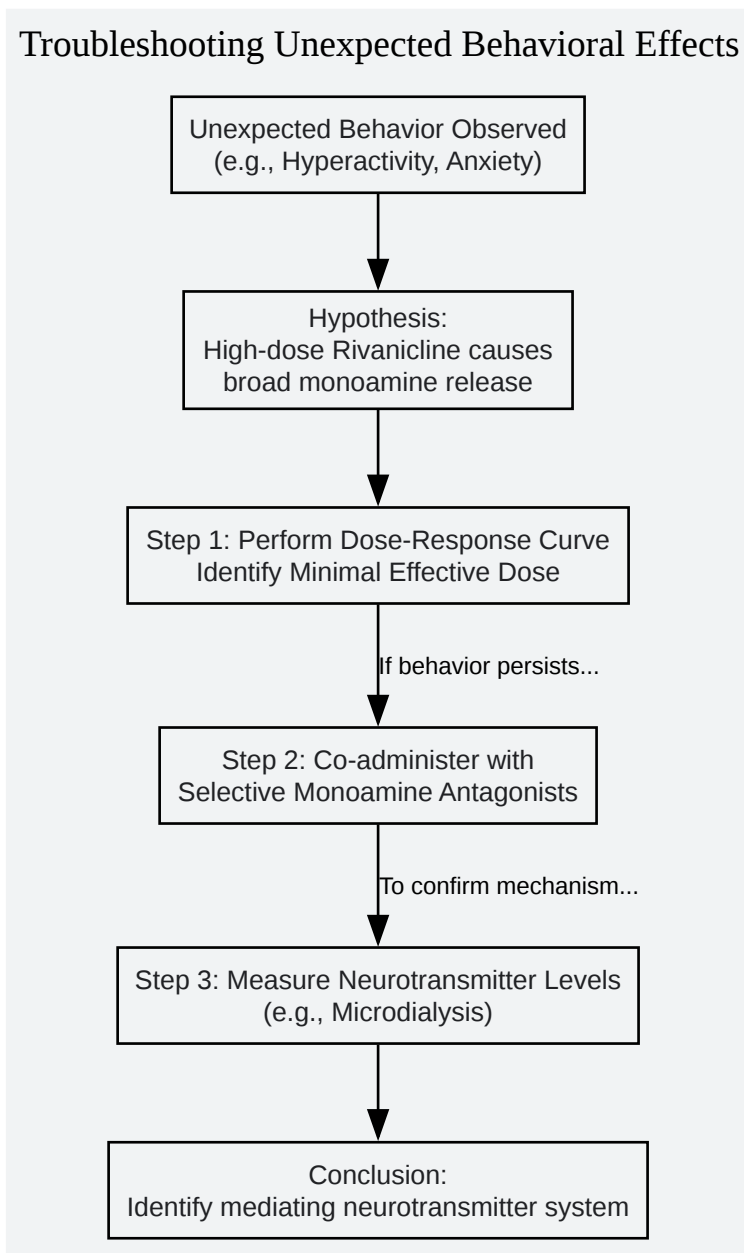 Troubleshooting Unexpected Behavioral Effects
Unexpected Behavior Observed
(e.g., Hyperactivity, Anxiety)
Hypothesis:
High-dose Rivanicline causes
broad monoamine release
Step 1: Perform Dose-Response Curve
Identify Minimal Effective Dose
If behavior persists...
Step 2: Co-administer with
Selective Monoamine Antagonists
To confirm mechanism...
Step 3: Measure Neurotransmitter Levels
(e.g., Microdialysis)
Conclusion:
Identify mediating neurotransmitter system